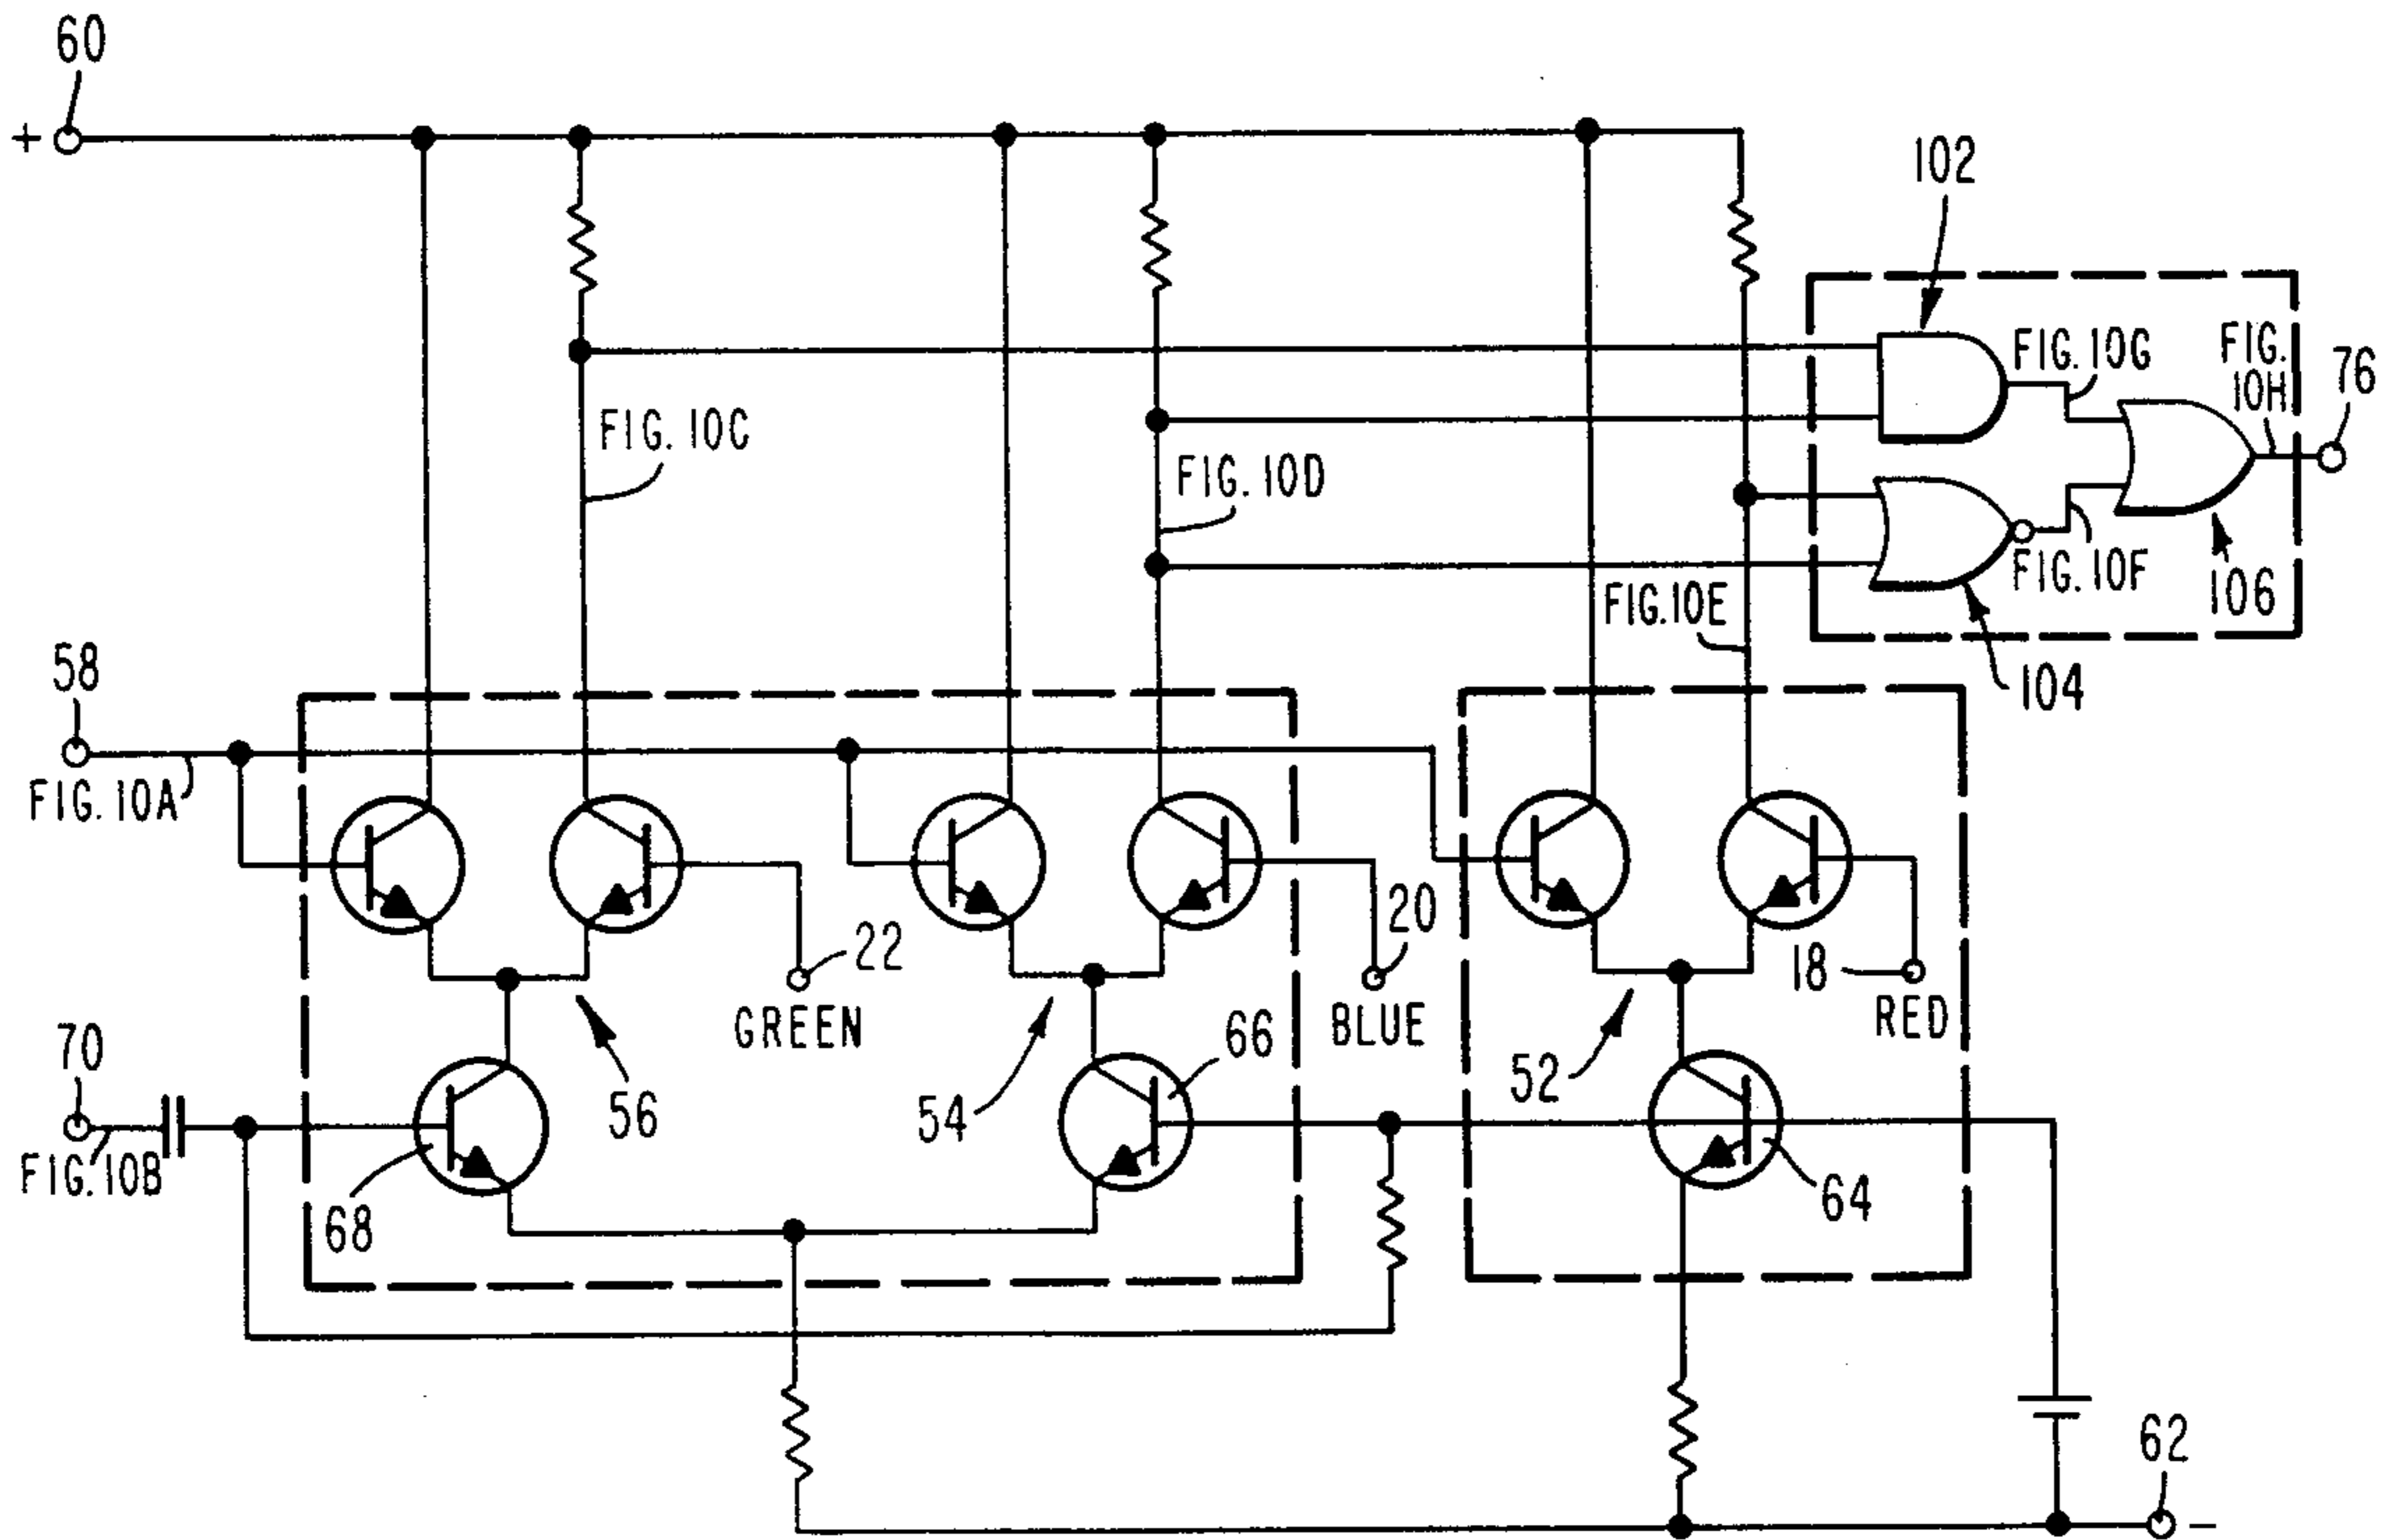 60
+
102
FIG. 10G
FIG.
10H
76
FIG. 10C
FIG. 10D
FIG. 10F
106
FIG. 10E
104
58
FIG. 10A
22
GREEN
20
BLUE
18
RED
70
FIG. 10B
68
56
54
66
52
64
62
−